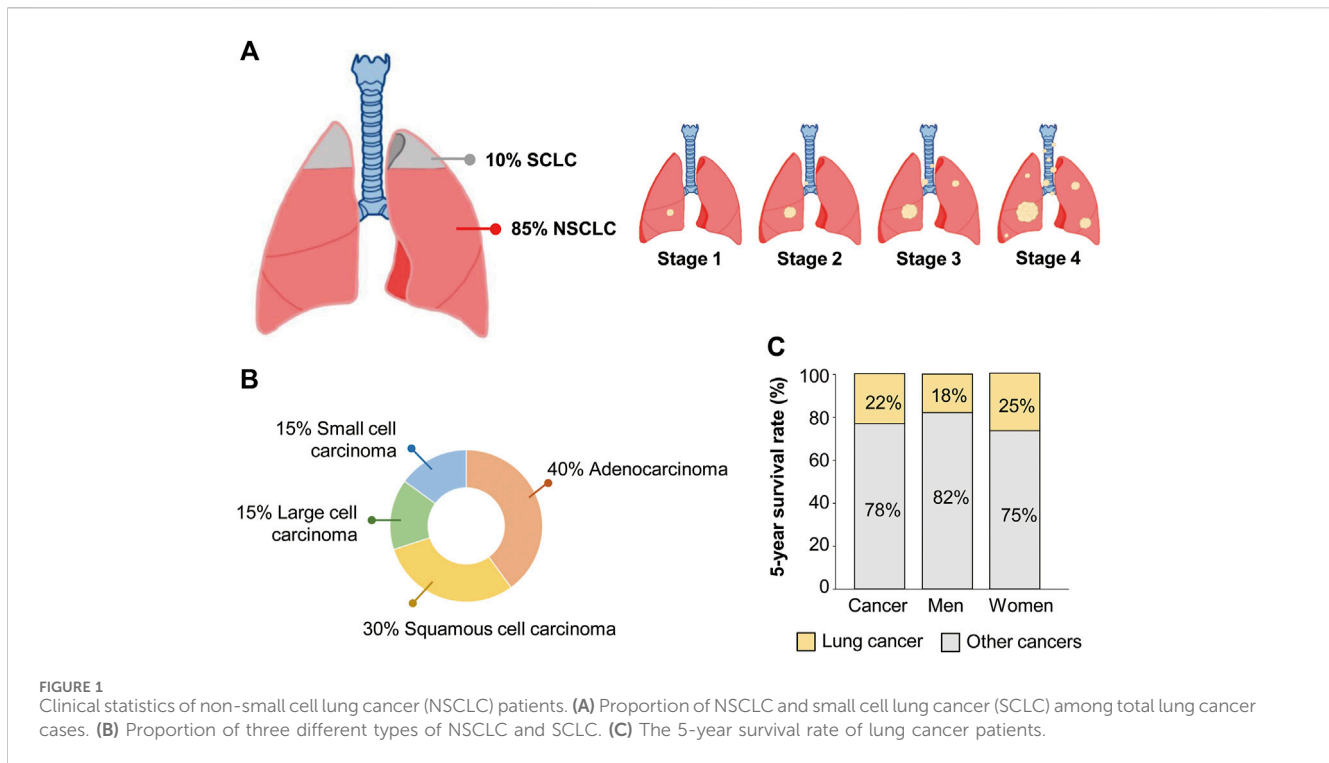 A
10% SCLC
85% NSCLC
Stage 1
Stage 2
Stage 3
Stage 4
B
15% Small cell
carcinoma
40% Adenocarcinoma
15% Large cell
carcinoma
30% Squamous cell carcinoma
C
5-year survival rate (%)
100
80
60
40
20
0
22%
18%
25%
78%
82%
75%
Cancer
Men
Women
Lung cancer
Other cancers
FIGURE 1
Clinical statistics of non-small cell lung cancer (NSCLC) patients. (A) Proportion of NSCLC and small cell lung cancer (SCLC) among total lung cancer
cases. (B) Proportion of three different types of NSCLC and SCLC. (C) The 5-year survival rate of lung cancer patients.